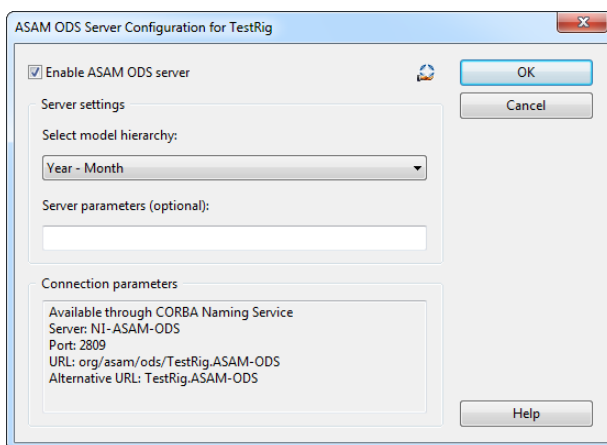 ASAM ODS Server Configuration for TestRig
Enable ASAM ODS server
OK
Cancel
Server settings
Select model hierarchy:
Year - Month
Server parameters (optional):
Connection parameters
Available through CORBA Naming Service
Server: NI-ASAM-ODS
Port: 2809
URL: org/asam/ods/TestRig.ASAM-ODS
Alternative URL: TestRig.ASAM-ODS
Help